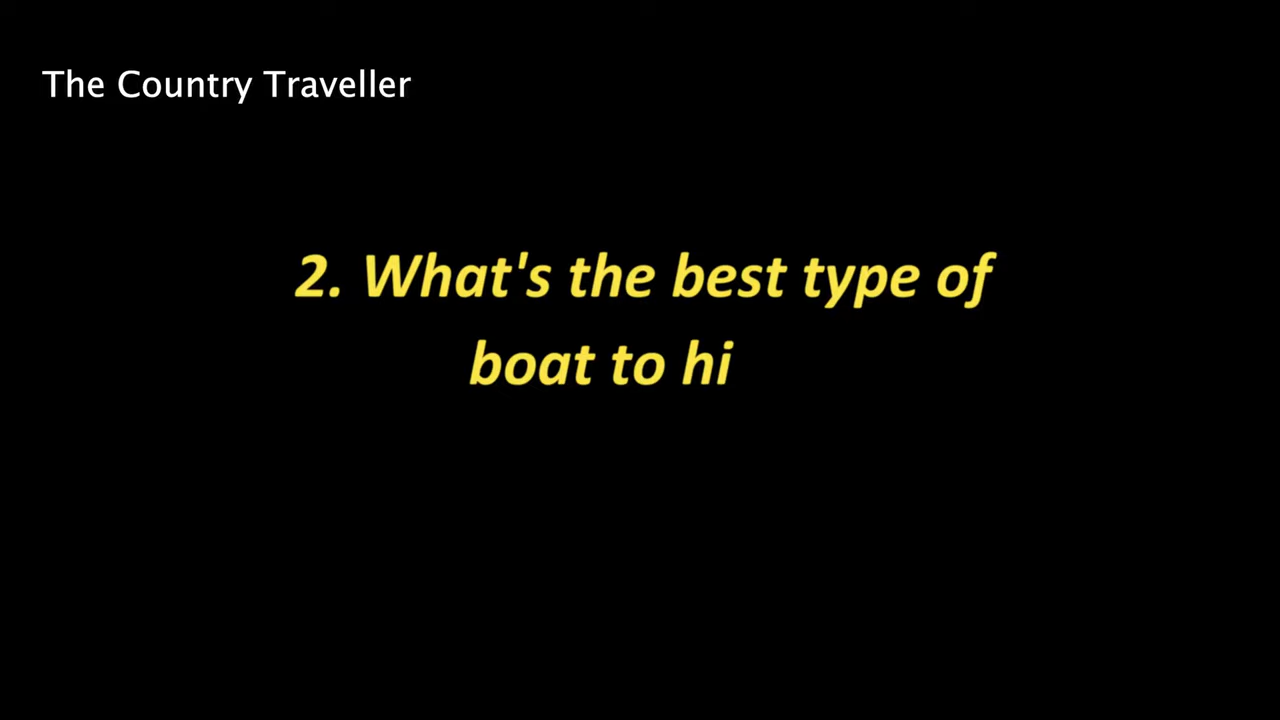 The Country Traveller
2. What's the best type of
boat to hi